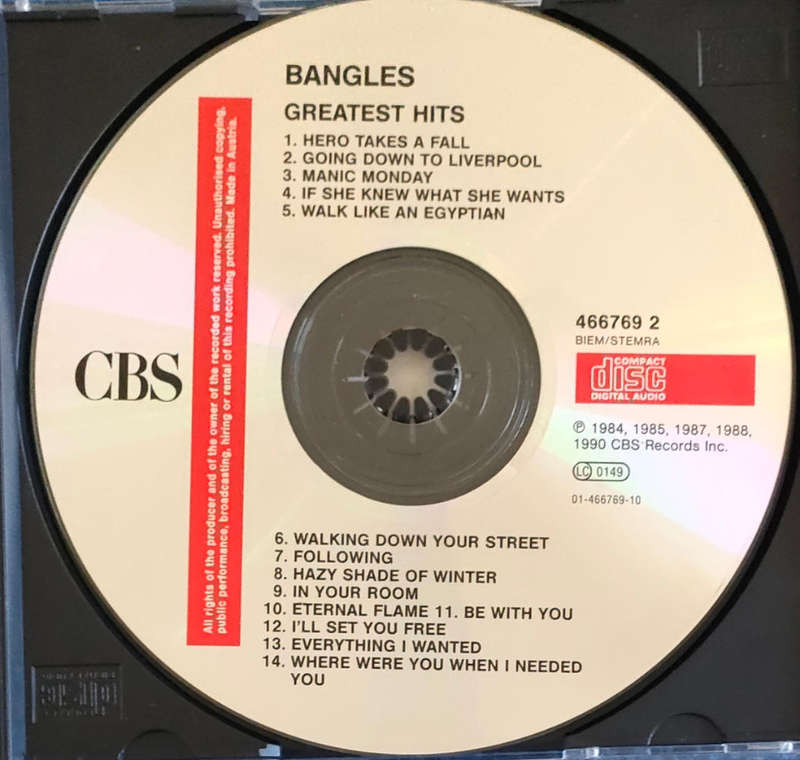 BANGLES
GREATEST HITS
1. HERO TAKES A FALL
2. GOING DOWN TO LIVERPOOL
3. MANIC MONDAY
4. IF SHE KNEW WHAT SHE WANTS
5. WALK LIKE AN EGYPTIAN
All rights of the producer and of the owner of the recorded work reserved. Unauthorised copying,
public performance, broadcasting, hiring or rental of this recording prohibited. Made in Austria.
CBS
466769 2
BIEM/STEMRA
COMPACT
disc
DIGITAL AUDIO
℗ 1984, 1985, 1987, 1988,
1990 CBS Records Inc.
LC 0149
01-466769-10
6. WALKING DOWN YOUR STREET
7. FOLLOWING
8. HAZY SHADE OF WINTER
9. IN YOUR ROOM
10. ETERNAL FLAME 11. BE WITH YOU
12. I'LL SET YOU FREE
13. EVERYTHING I WANTED
14. WHERE WERE YOU WHEN I NEEDED
YOU